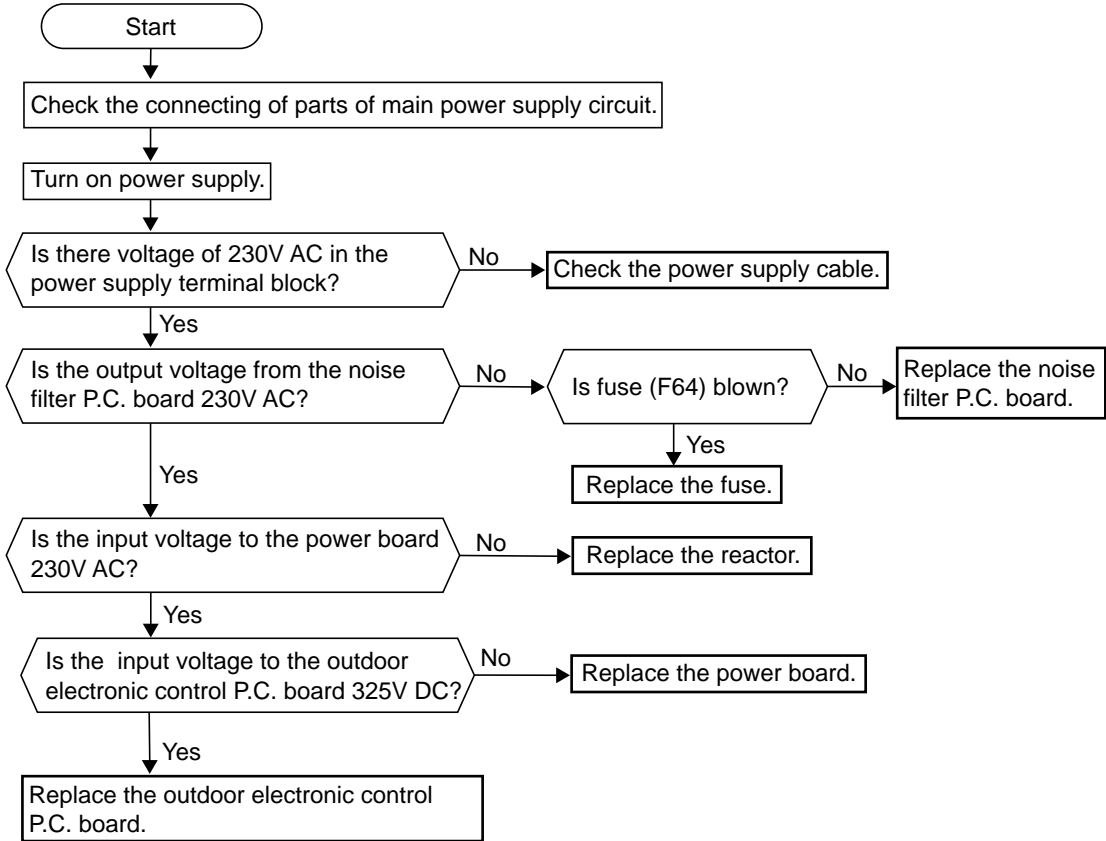 Start
Check the connecting of parts of main power supply circuit.
Turn on power supply.
Is there voltage of 230V AC in the
power supply terminal block?
No
Check the power supply cable.
Yes
Is the output voltage from the noise
filter P.C. board 230V AC?
No
Is fuse (F64) blown?
No
Replace the noise
filter P.C. board.
Yes
Replace the fuse.
Yes
Is the input voltage to the power board
230V AC?
No
Replace the reactor.
Yes
Is the input voltage to the outdoor
electronic control P.C. board 325V DC?
No
Replace the power board.
Yes
Replace the outdoor electronic control
P.C. board.